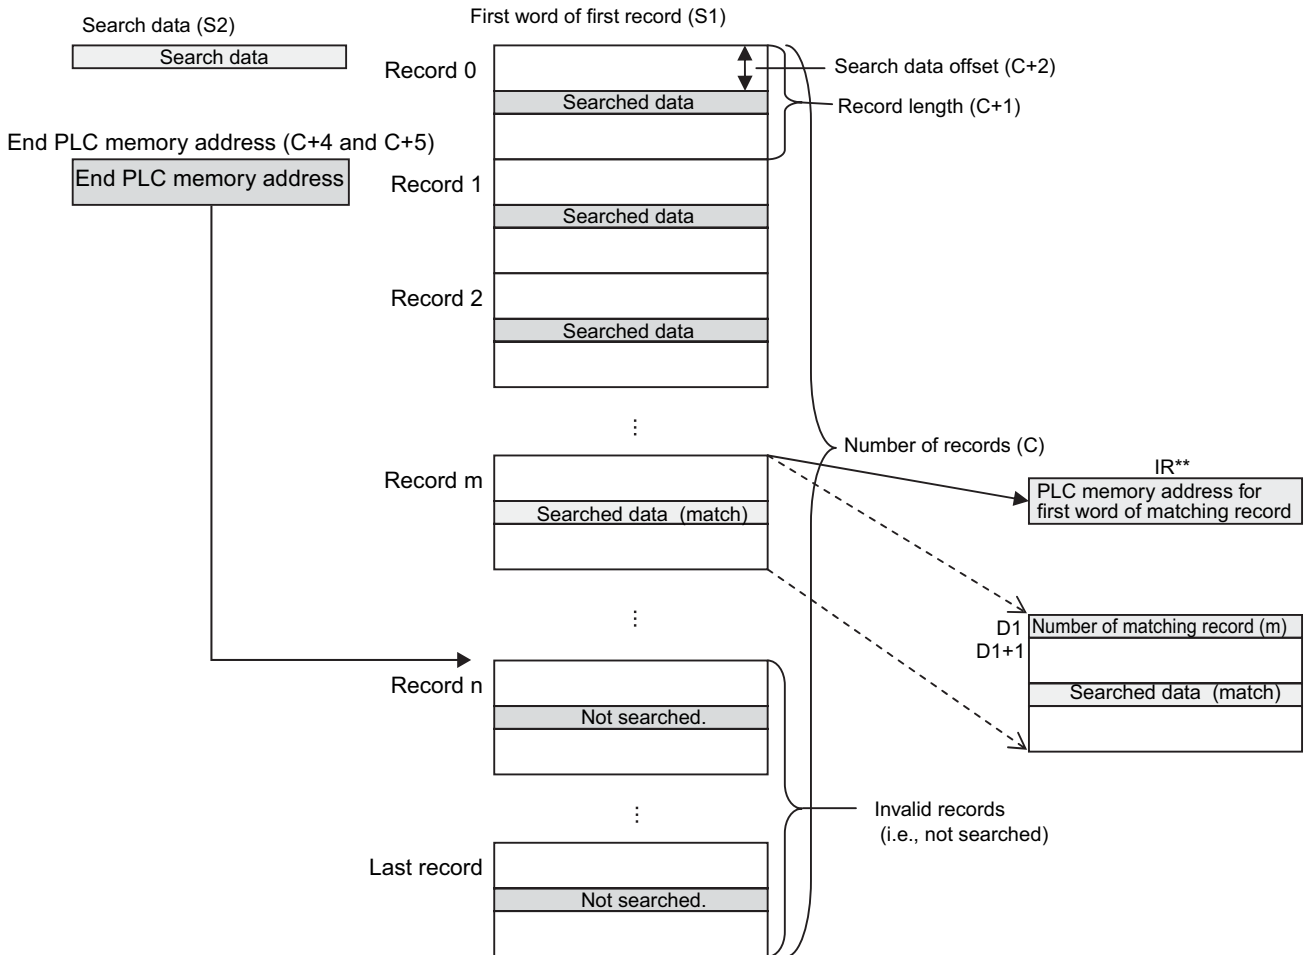 First word of first record (S1)
Search data (S2)
Search data
Record 0
Search data offset (C+2)
Searched data
Record length (C+1)
End PLC memory address (C+4 and C+5)
End PLC memory address
Record 1
Searched data
Record 2
Searched data
⋮
Number of records (C)
Record m
Searched data (match)
IR**
PLC memory address for
first word of matching record
⋮
D1
Number of matching record (m)
D1+1
Searched data (match)
Record n
Not searched.
⋮
Invalid records
(i.e., not searched)
Last record
Not searched.